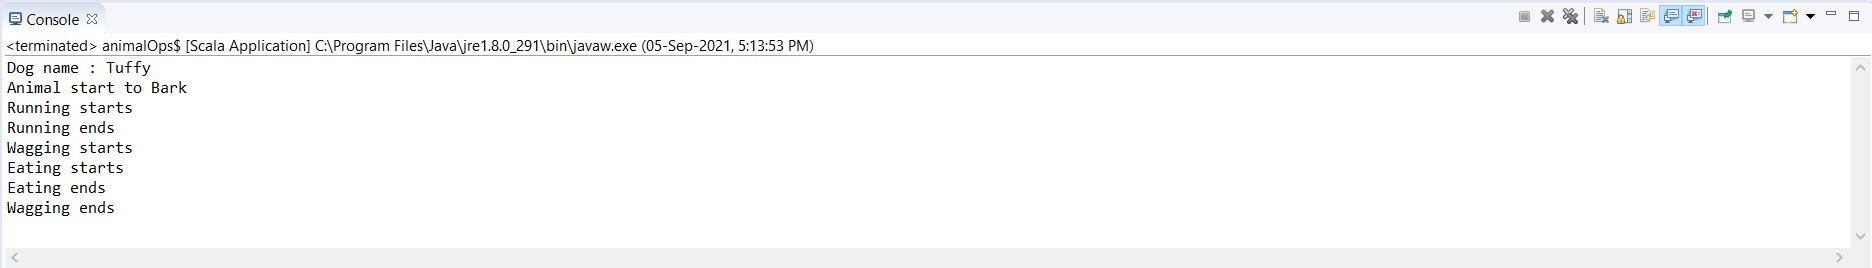 Console
<terminated> animalOps$ [Scala Application] C:\Program Files\Java\jre1.8.0_291\bin\javaw.exe (05-Sep-2021, 5:13:53 PM)
Dog name : Tuffy
Animal start to Bark
Running starts
Running ends
Wagging starts
Eating starts
Eating ends
Wagging ends